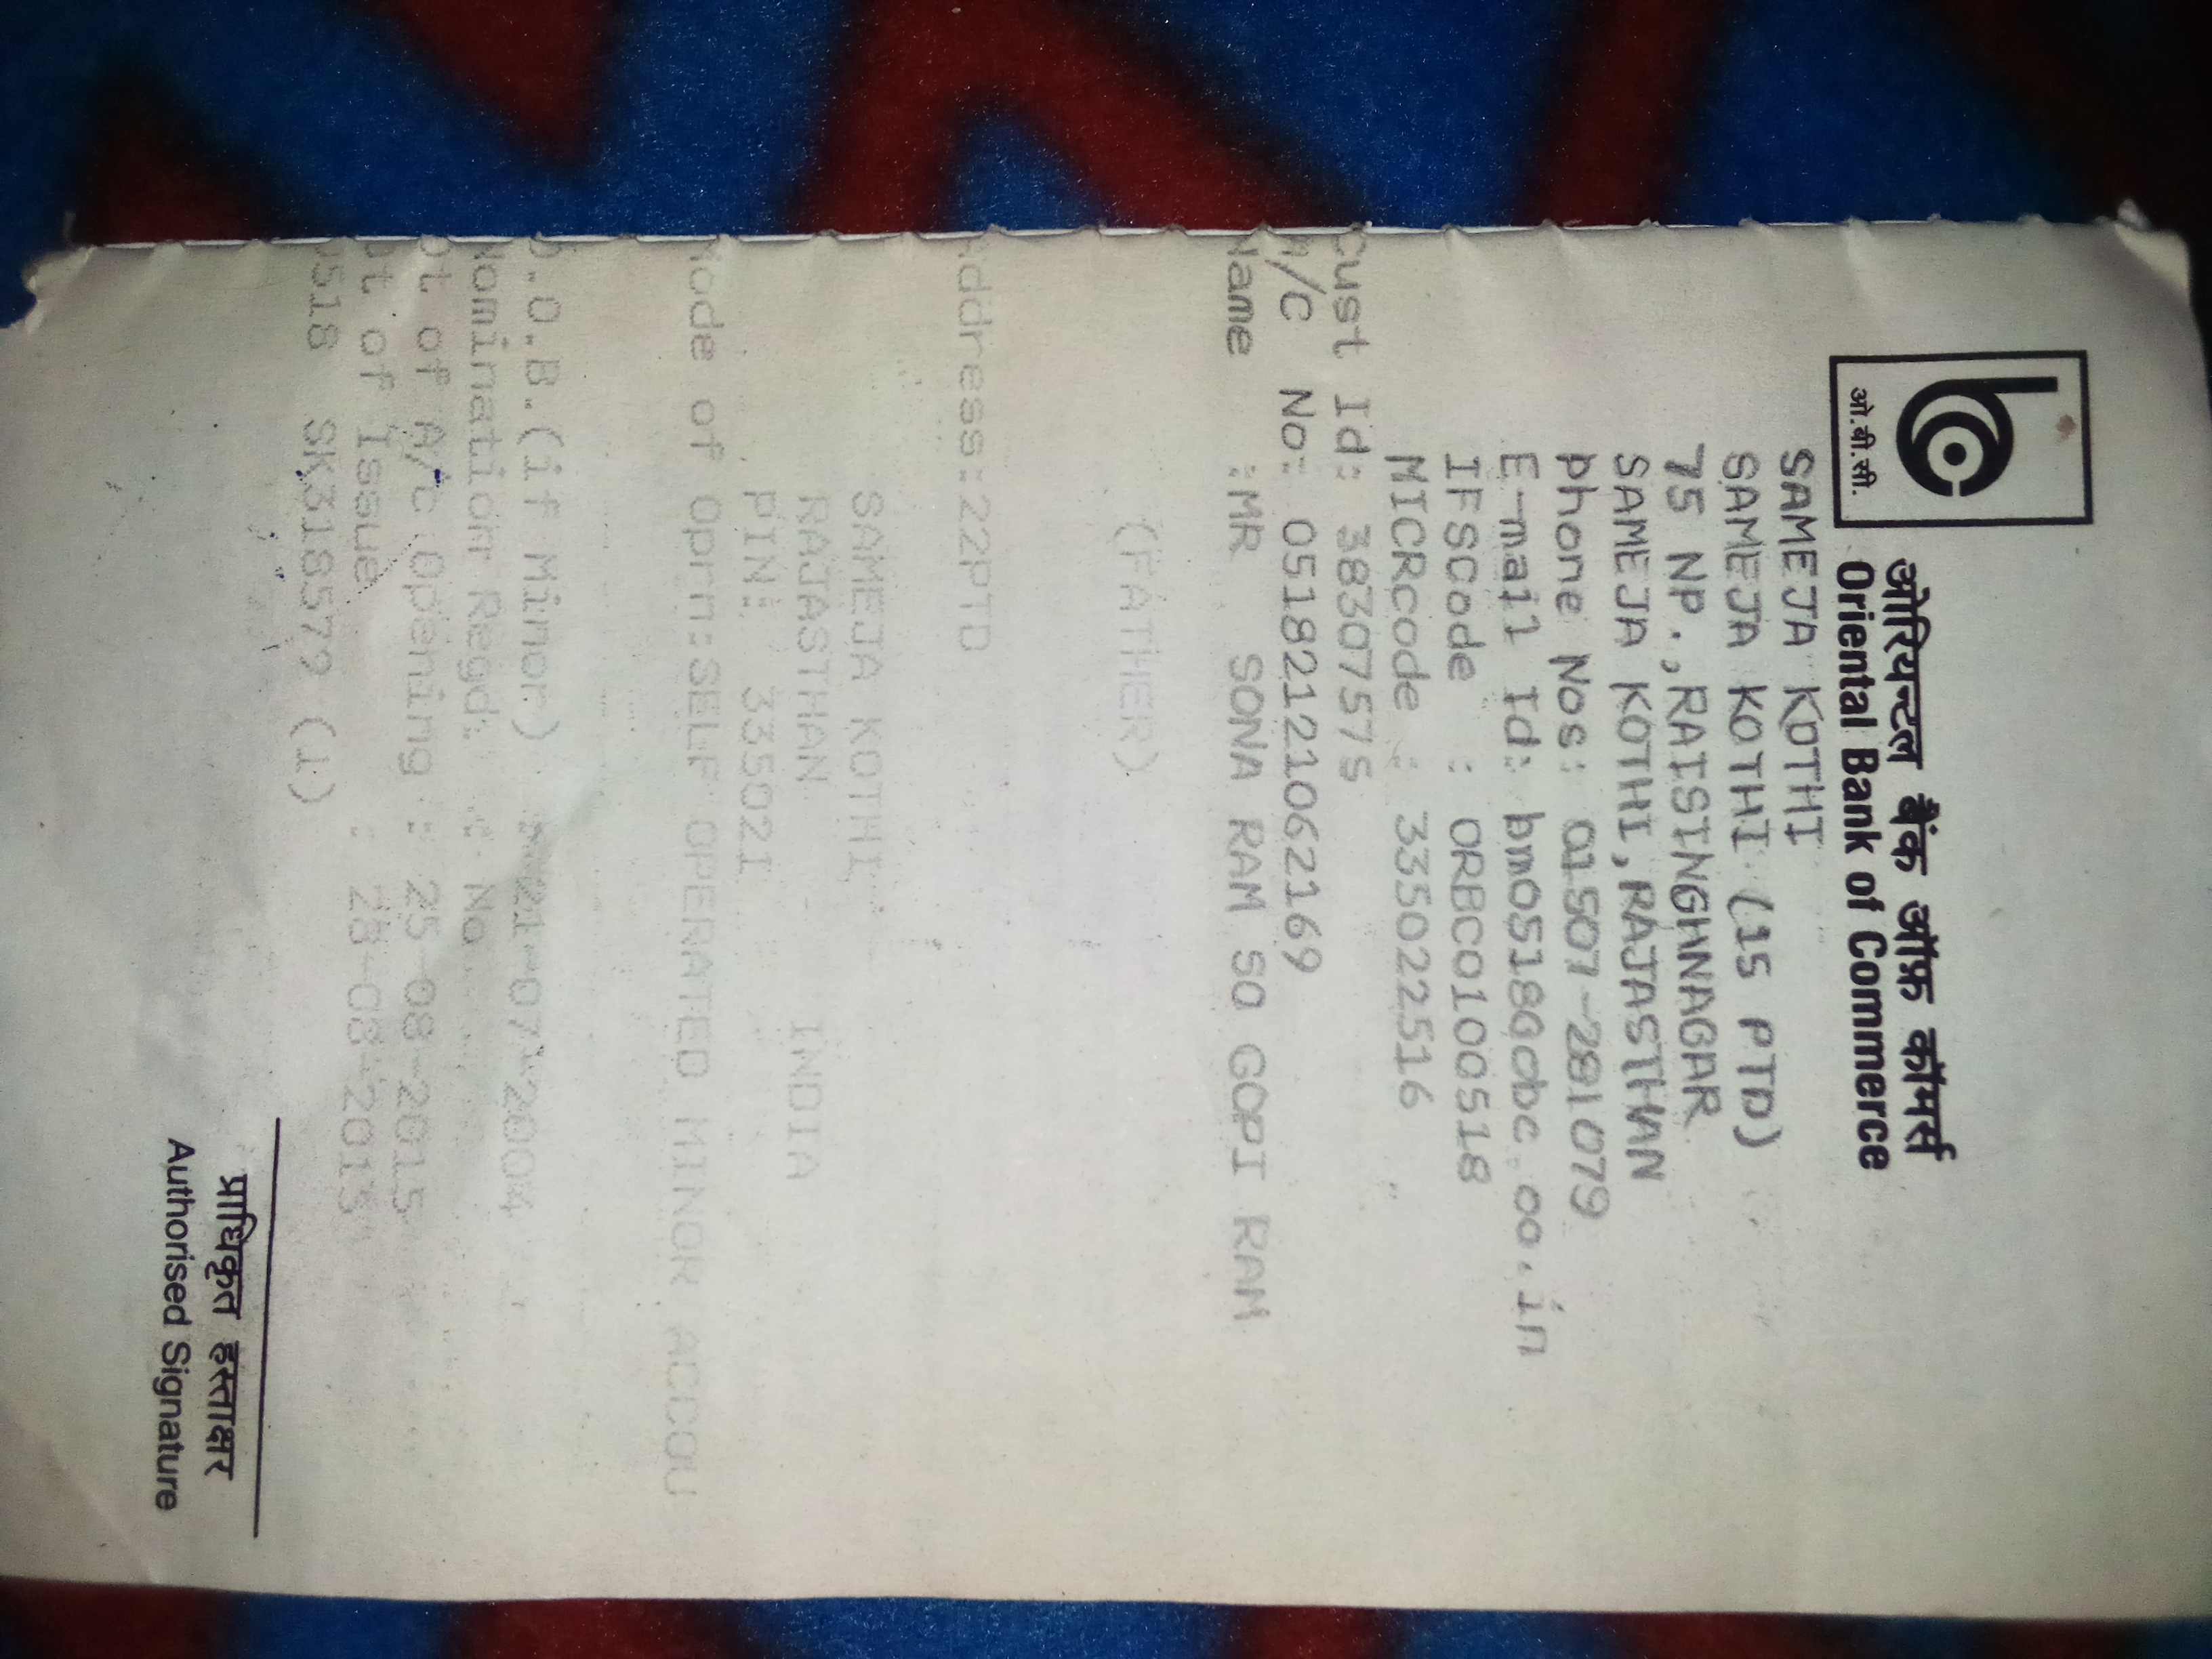 ओ.बी.सी.
ओरियन्टल बैंक ऑफ़ कॉमर्स
Oriental Bank of Commerce
SAMEJA KOTHI
SAMEJA KOTHI (15 PTD)
75 NP.,RAISINGHNAGAR
SAMEJA KOTHI,RAJASTHAN
phone Nos: 01507-281079
E-mail Id: bm0518@obc.co.in
IFSCode : ORBC0100518
MICRcode : 335022516
Cust Id: 38307575
A/C No: 05182121062169
Name :MR SONA RAM SO GOPI RAM
(FATHER)
Address:22PTD
SAMEJA KOTHI
RAJASTHAN INDIA
PIN: 335021
Mode of Oprn:SELF OPERATED MINOR ACCOU
D.O.B.(if Minor) : 21-07-2004
Nomination Regd: : No
Dt of A/c Opening : 25-08-2015
Dt of Issue : 28-08-2015
0518 SK318579 (1)
प्राधिकृत हस्ताक्षर
Authorised Signature